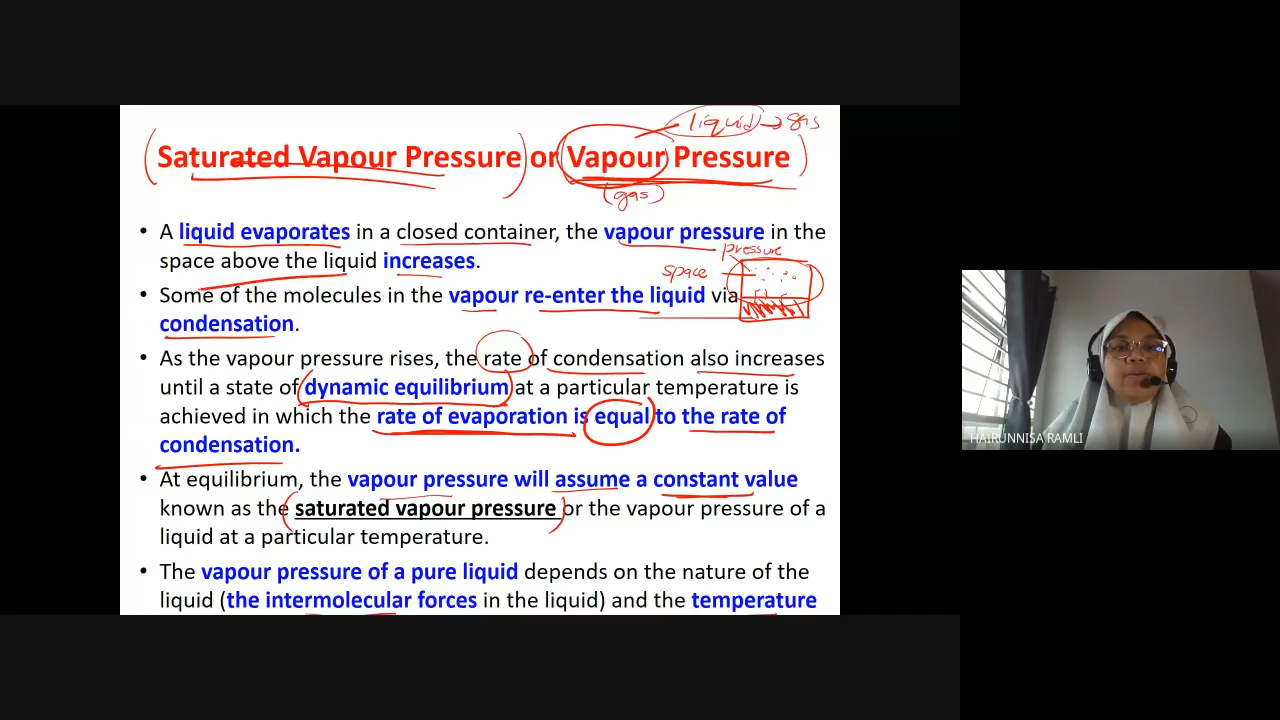 liquid → gas
Saturated Vapour Pressure or Vapour Pressure
(gas)
• A liquid evaporates in a closed container, the vapour pressure in the
space above the liquid increases.
pressure
space
• Some of the molecules in the vapour re-enter the liquid via
condensation.
• As the vapour pressure rises, the rate of condensation also increases
until a state of dynamic equilibrium at a particular temperature is
achieved in which the rate of evaporation is equal to the rate of
condensation.
• At equilibrium, the vapour pressure will assume a constant value
known as the saturated vapour pressure or the vapour pressure of a
liquid at a particular temperature.
• The vapour pressure of a pure liquid depends on the nature of the
liquid (the intermolecular forces in the liquid) and the temperature
HAIRUNNISA RAMLI